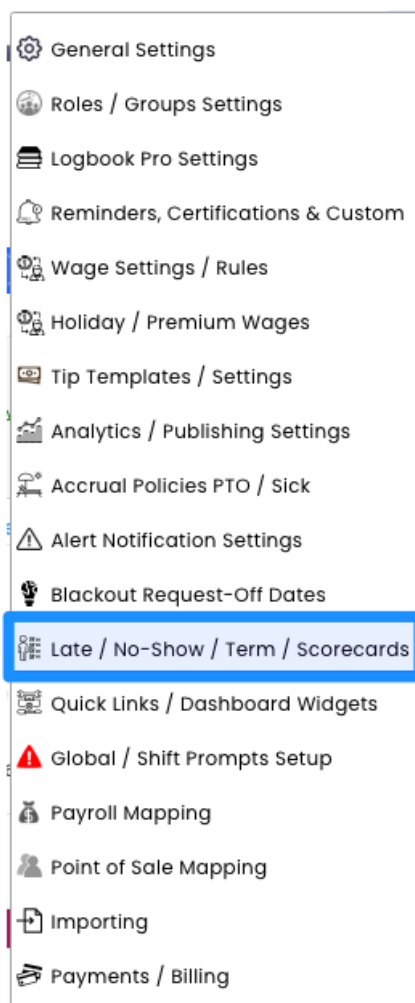 General Settings
Roles / Groups Settings
Logbook Pro Settings
Reminders, Certifications & Custom
Wage Settings / Rules
Holiday / Premium Wages
Tip Templates / Settings
Analytics / Publishing Settings
Accrual Policies PTO / Sick
Alert Notification Settings
Blackout Request-Off Dates
Late / No-Show / Term / Scorecards
Quick Links / Dashboard Widgets
Global / Shift Prompts Setup
Payroll Mapping
Point of Sale Mapping
Importing
Payments / Billing